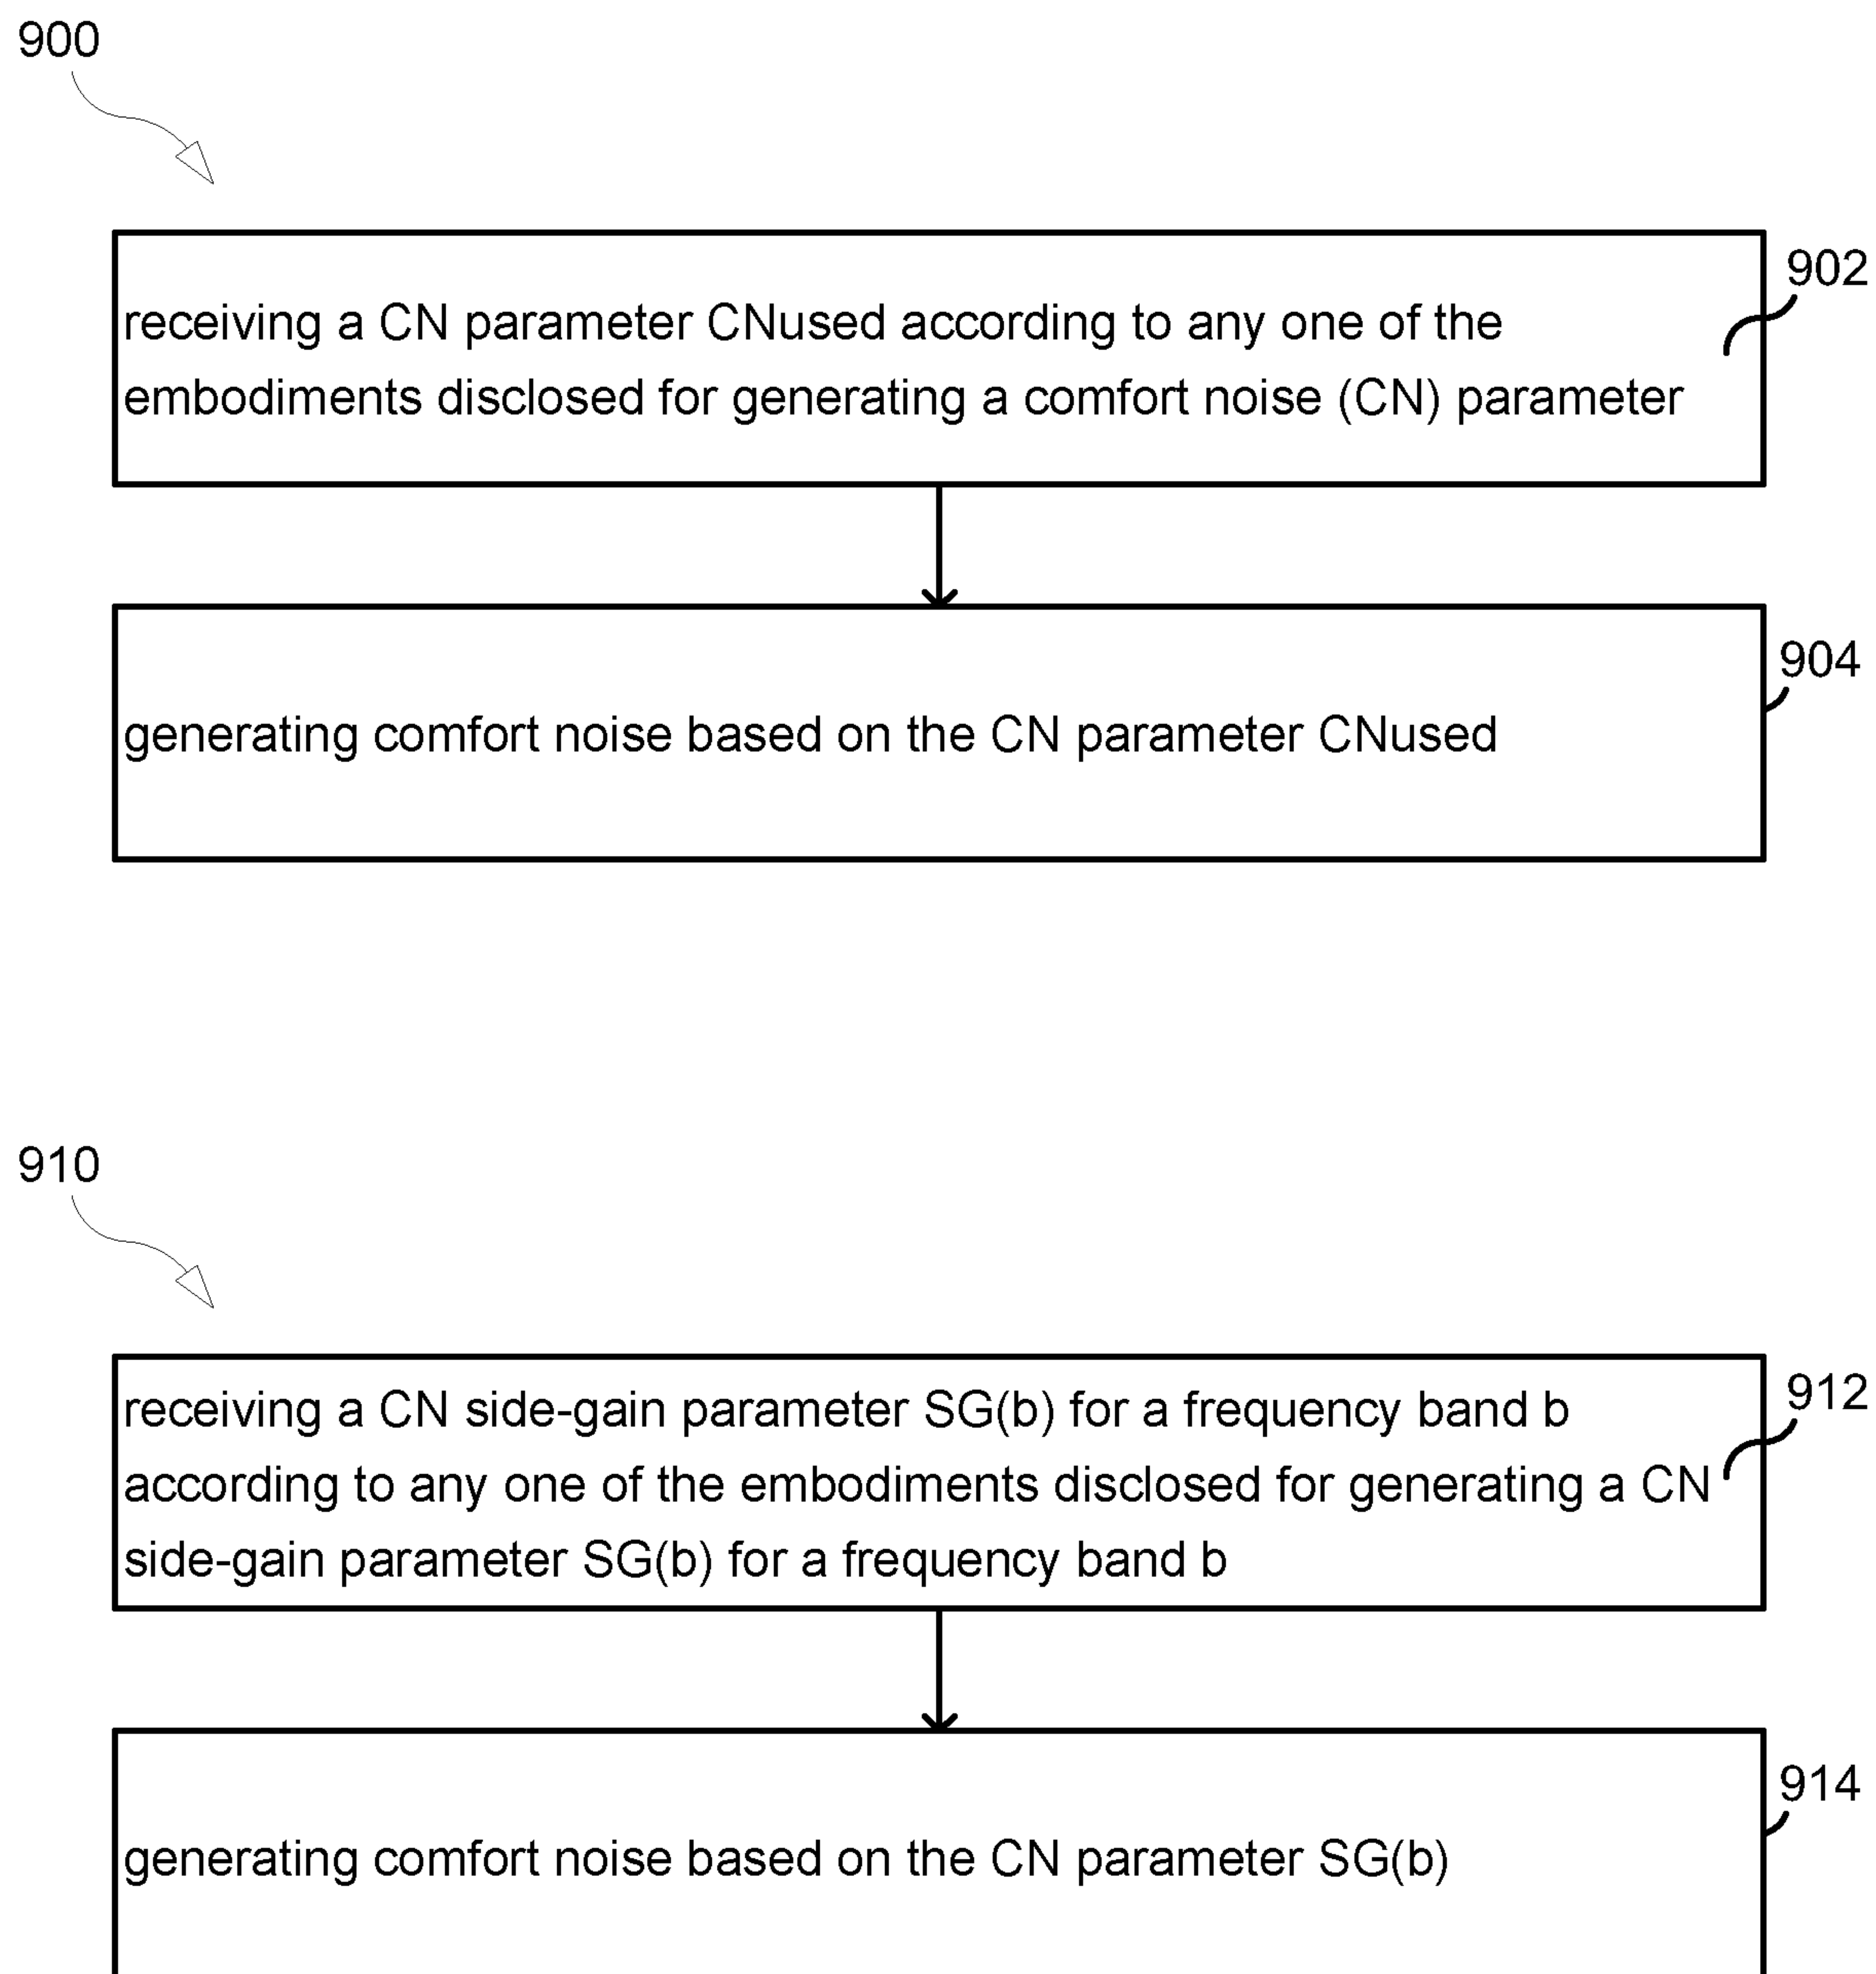 900
902
receiving a CN parameter CNused according to any one of the
embodiments disclosed for generating a comfort noise (CN) parameter
904
generating comfort noise based on the CN parameter CNused
910
912
receiving a CN side-gain parameter SG(b) for a frequency band b
according to any one of the embodiments disclosed for generating a CN
side-gain parameter SG(b) for a frequency band b
914
generating comfort noise based on the CN parameter SG(b)